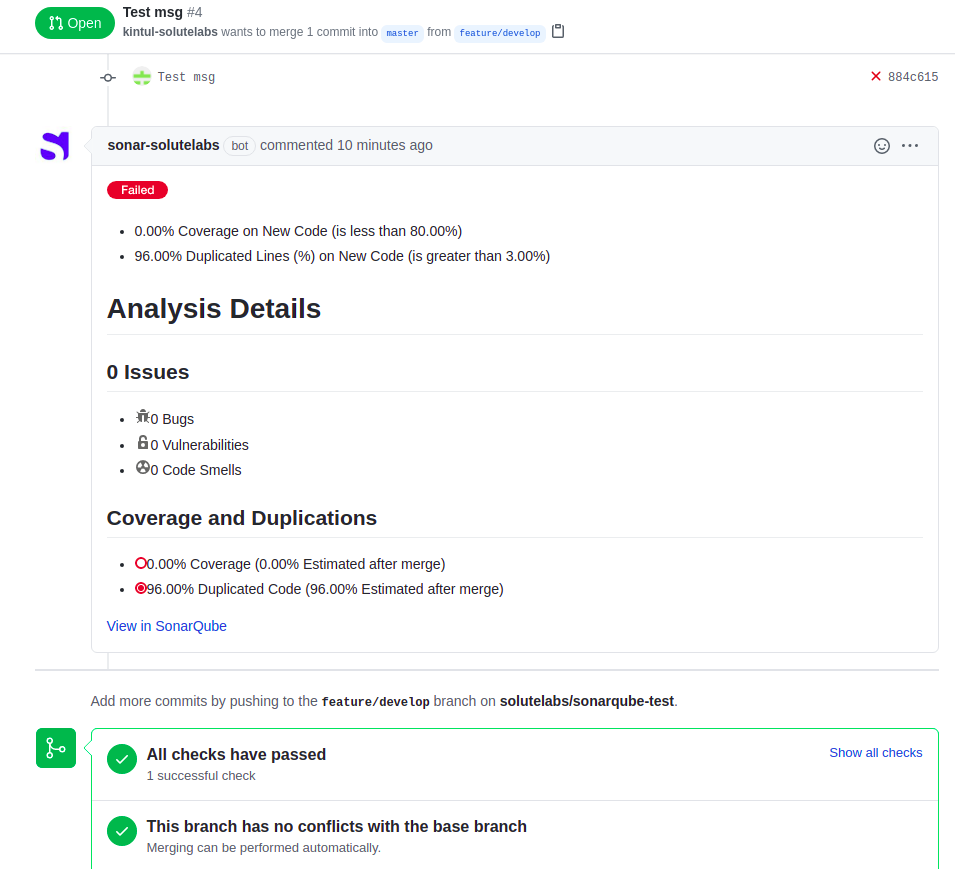 Open
Test msg #4
kintul-solutelabs wants to merge 1 commit into master from feature/develop
Test msg
884c615
sonar-solutelabs bot commented 10 minutes ago
Failed
0.00% Coverage on New Code (is less than 80.00%)
96.00% Duplicated Lines (%) on New Code (is greater than 3.00%)
Analysis Details
0 Issues
0 Bugs
0 Vulnerabilities
0 Code Smells
Coverage and Duplications
0.00% Coverage (0.00% Estimated after merge)
96.00% Duplicated Code (96.00% Estimated after merge)
View in SonarQube
Add more commits by pushing to the feature/develop branch on solutelabs/sonarqube-test.
All checks have passed
Show all checks
1 successful check
This branch has no conflicts with the base branch
Merging can be performed automatically.